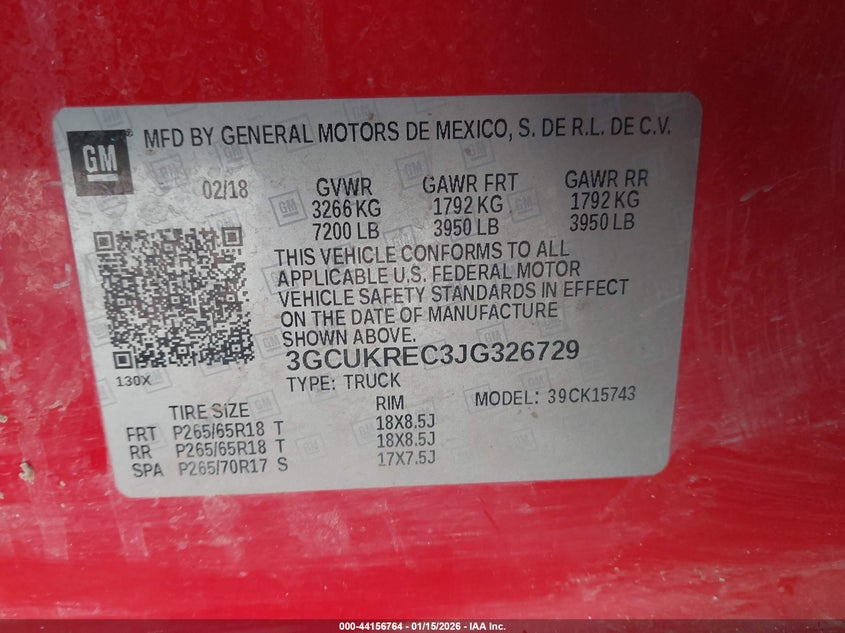 GM
MFD BY GENERAL MOTORS DE MEXICO, S. DE R.L. DE C.V.
02/18 GVWR GAWR FRT GAWR RR
3266 KG 1792 KG 1792 KG
7200 LB 3950 LB 3950 LB
THIS VEHICLE CONFORMS TO ALL
APPLICABLE U.S. FEDERAL MOTOR
VEHICLE SAFETY STANDARDS IN EFFECT
ON THE DATE OF MANUFACTURE
SHOWN ABOVE.
3GCUKREC3JG326729
130X
TYPE: TRUCK
MODEL: 39CK15743
TIRE SIZE RIM
FRT P265/65R18 T 18X8.5J
RR P265/65R18 T 18X8.5J
SPA P265/70R17 S 17X7.5J
000-44156764 - 01/15/2026 - IAA Inc.